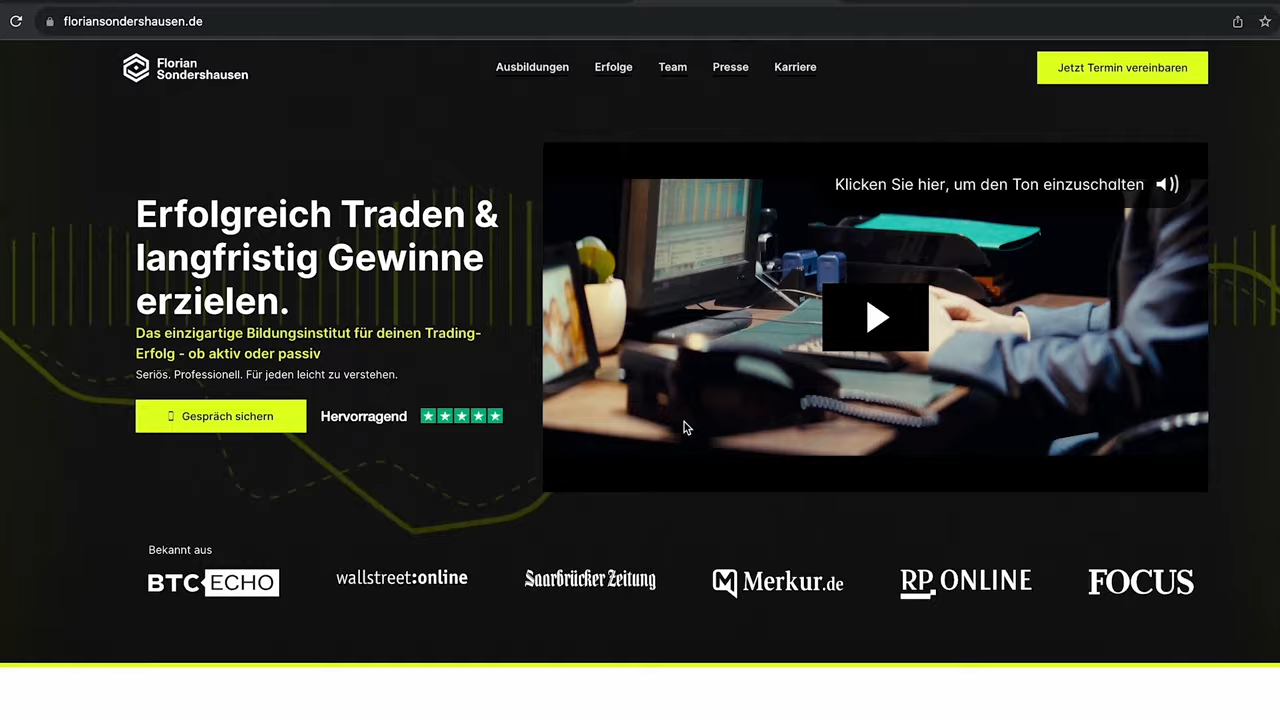 floriansondershausen.de
Florian
Sondershausen
Ausbildungen
Erfolge
Team
Presse
Karriere
Jetzt Termin vereinbaren
Klicken Sie hier, um den Ton einzuschalten
Erfolgreich Traden &
langfristig Gewinne
erzielen.
Das einzigartige Bildungsinstitut für deinen Trading-
Erfolg - ob aktiv oder passiv
Seriös. Professionell. Für jeden leicht zu verstehen.
Gespräch sichern
Hervorragend
Bekannt aus
BTC ECHO
wallstreet:online
Saarbrücker Zeitung
Merkur.de
RP ONLINE
FOCUS